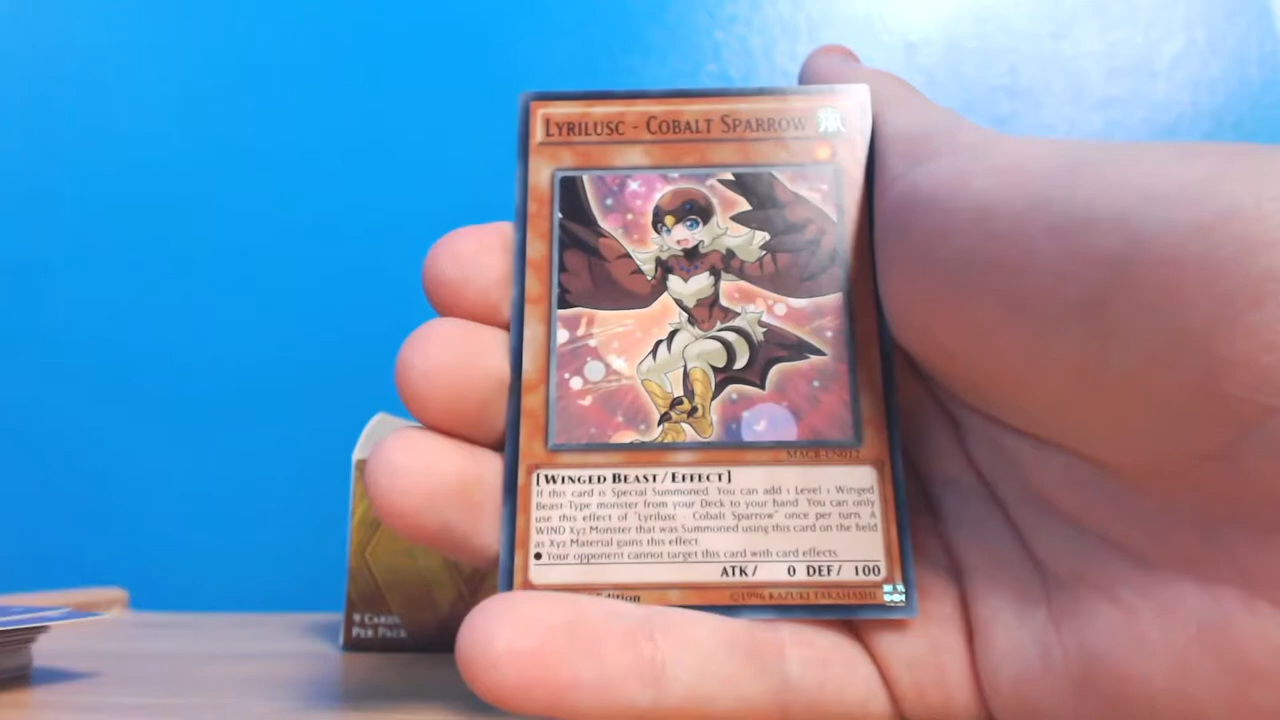 LYRILUSC - COBALT SPARROW 風
MACR-EN012
[WINGED BEAST/EFFECT]
If this card is Special Summoned: You can add 1 Level 1 Winged
Beast-Type monster from your Deck to your hand. You can only
use this effect of "Lyrilusc - Cobalt Sparrow" once per turn. A
WIND Xyz Monster that was Summoned using this card on the field
as Xyz Material gains this effect.
● Your opponent cannot target this card with card effects.
ATK/ 0 DEF/ 100
Edition ©1996 KAZUKI TAKAHASHI
9 CARDS
PER PACK